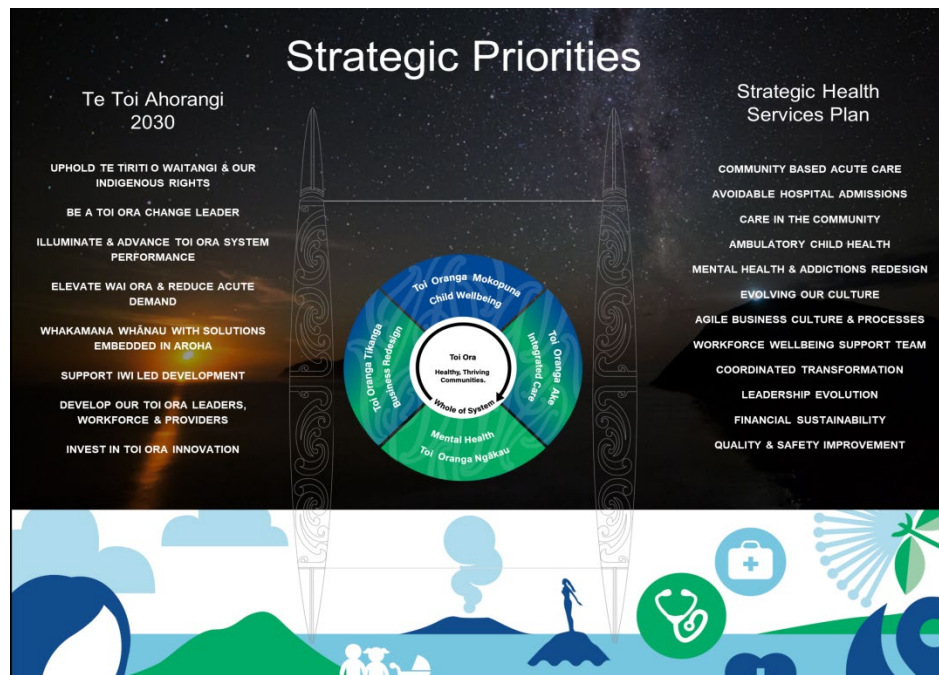 Strategic Priorities
Te Toi Ahorangi
2030
UPHOLD TE TIRITI O WAITANGI & OUR
INDIGENOUS RIGHTS
BE A TOI ORA CHANGE LEADER
ILLUMINATE & ADVANCE TOI ORA SYSTEM
PERFORMANCE
ELEVATE WAI ORA & REDUCE ACUTE
DEMAND
WHAKAMANA WHĀNAU WITH SOLUTIONS
EMBEDDED IN AROHA
SUPPORT IWI LED DEVELOPMENT
DEVELOP OUR TOI ORA LEADERS,
WORKFORCE & PROVIDERS
INVEST IN TOI ORA INNOVATION
Toi Oranga Mokopuna
Child Wellbeing
Toi Oranga Tikanga
Business Redesign
Toi Ora
Healthy, Thriving
Communities.
Whole of System
Toi Oranga Ake
Integrated Care
Mental Health
Toi Oranga Ngākau
Strategic Health
Services Plan
COMMUNITY BASED ACUTE CARE
AVOIDABLE HOSPITAL ADMISSIONS
CARE IN THE COMMUNITY
AMBULATORY CHILD HEALTH
MENTAL HEALTH & ADDICTIONS REDESIGN
EVOLVING OUR CULTURE
AGILE BUSINESS CULTURE & PROCESSES
WORKFORCE WELLBEING SUPPORT TEAM
COORDINATED TRANSFORMATION
LEADERSHIP EVOLUTION
FINANCIAL SUSTAINABILITY
QUALITY & SAFETY IMPROVEMENT